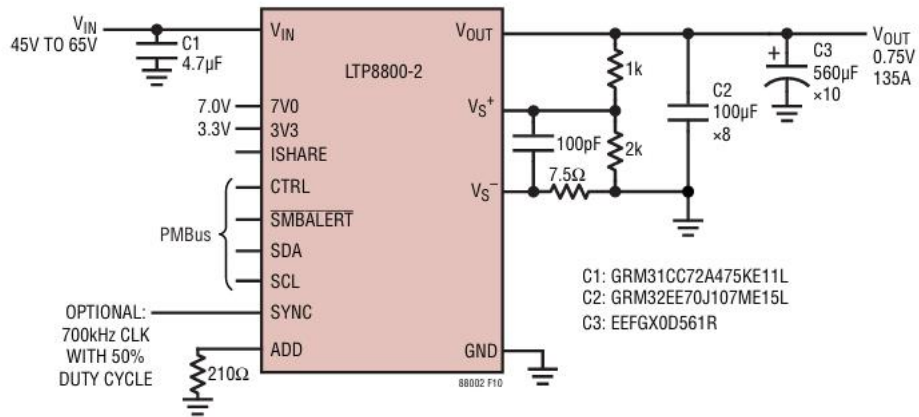 VIN
45V TO 65V
C1
4.7µF
7.0V
3.3V
PMBus
OPTIONAL:
700kHz CLK
WITH 50%
DUTY CYCLE
210Ω
LTP8800-2
VIN
7V0
3V3
ISHARE
CTRL
SMBALERT
SDA
SCL
SYNC
ADD
VOUT
VS+
VS–
GND
88002 F10
1k
2k
100pF
7.5Ω
C2
100µF
×8
+
C3
560µF
×10
VOUT
0.75V
135A
C1: GRM31CC72A475KE11L
C2: GRM32EE70J107ME15L
C3: EEFGX0D561R